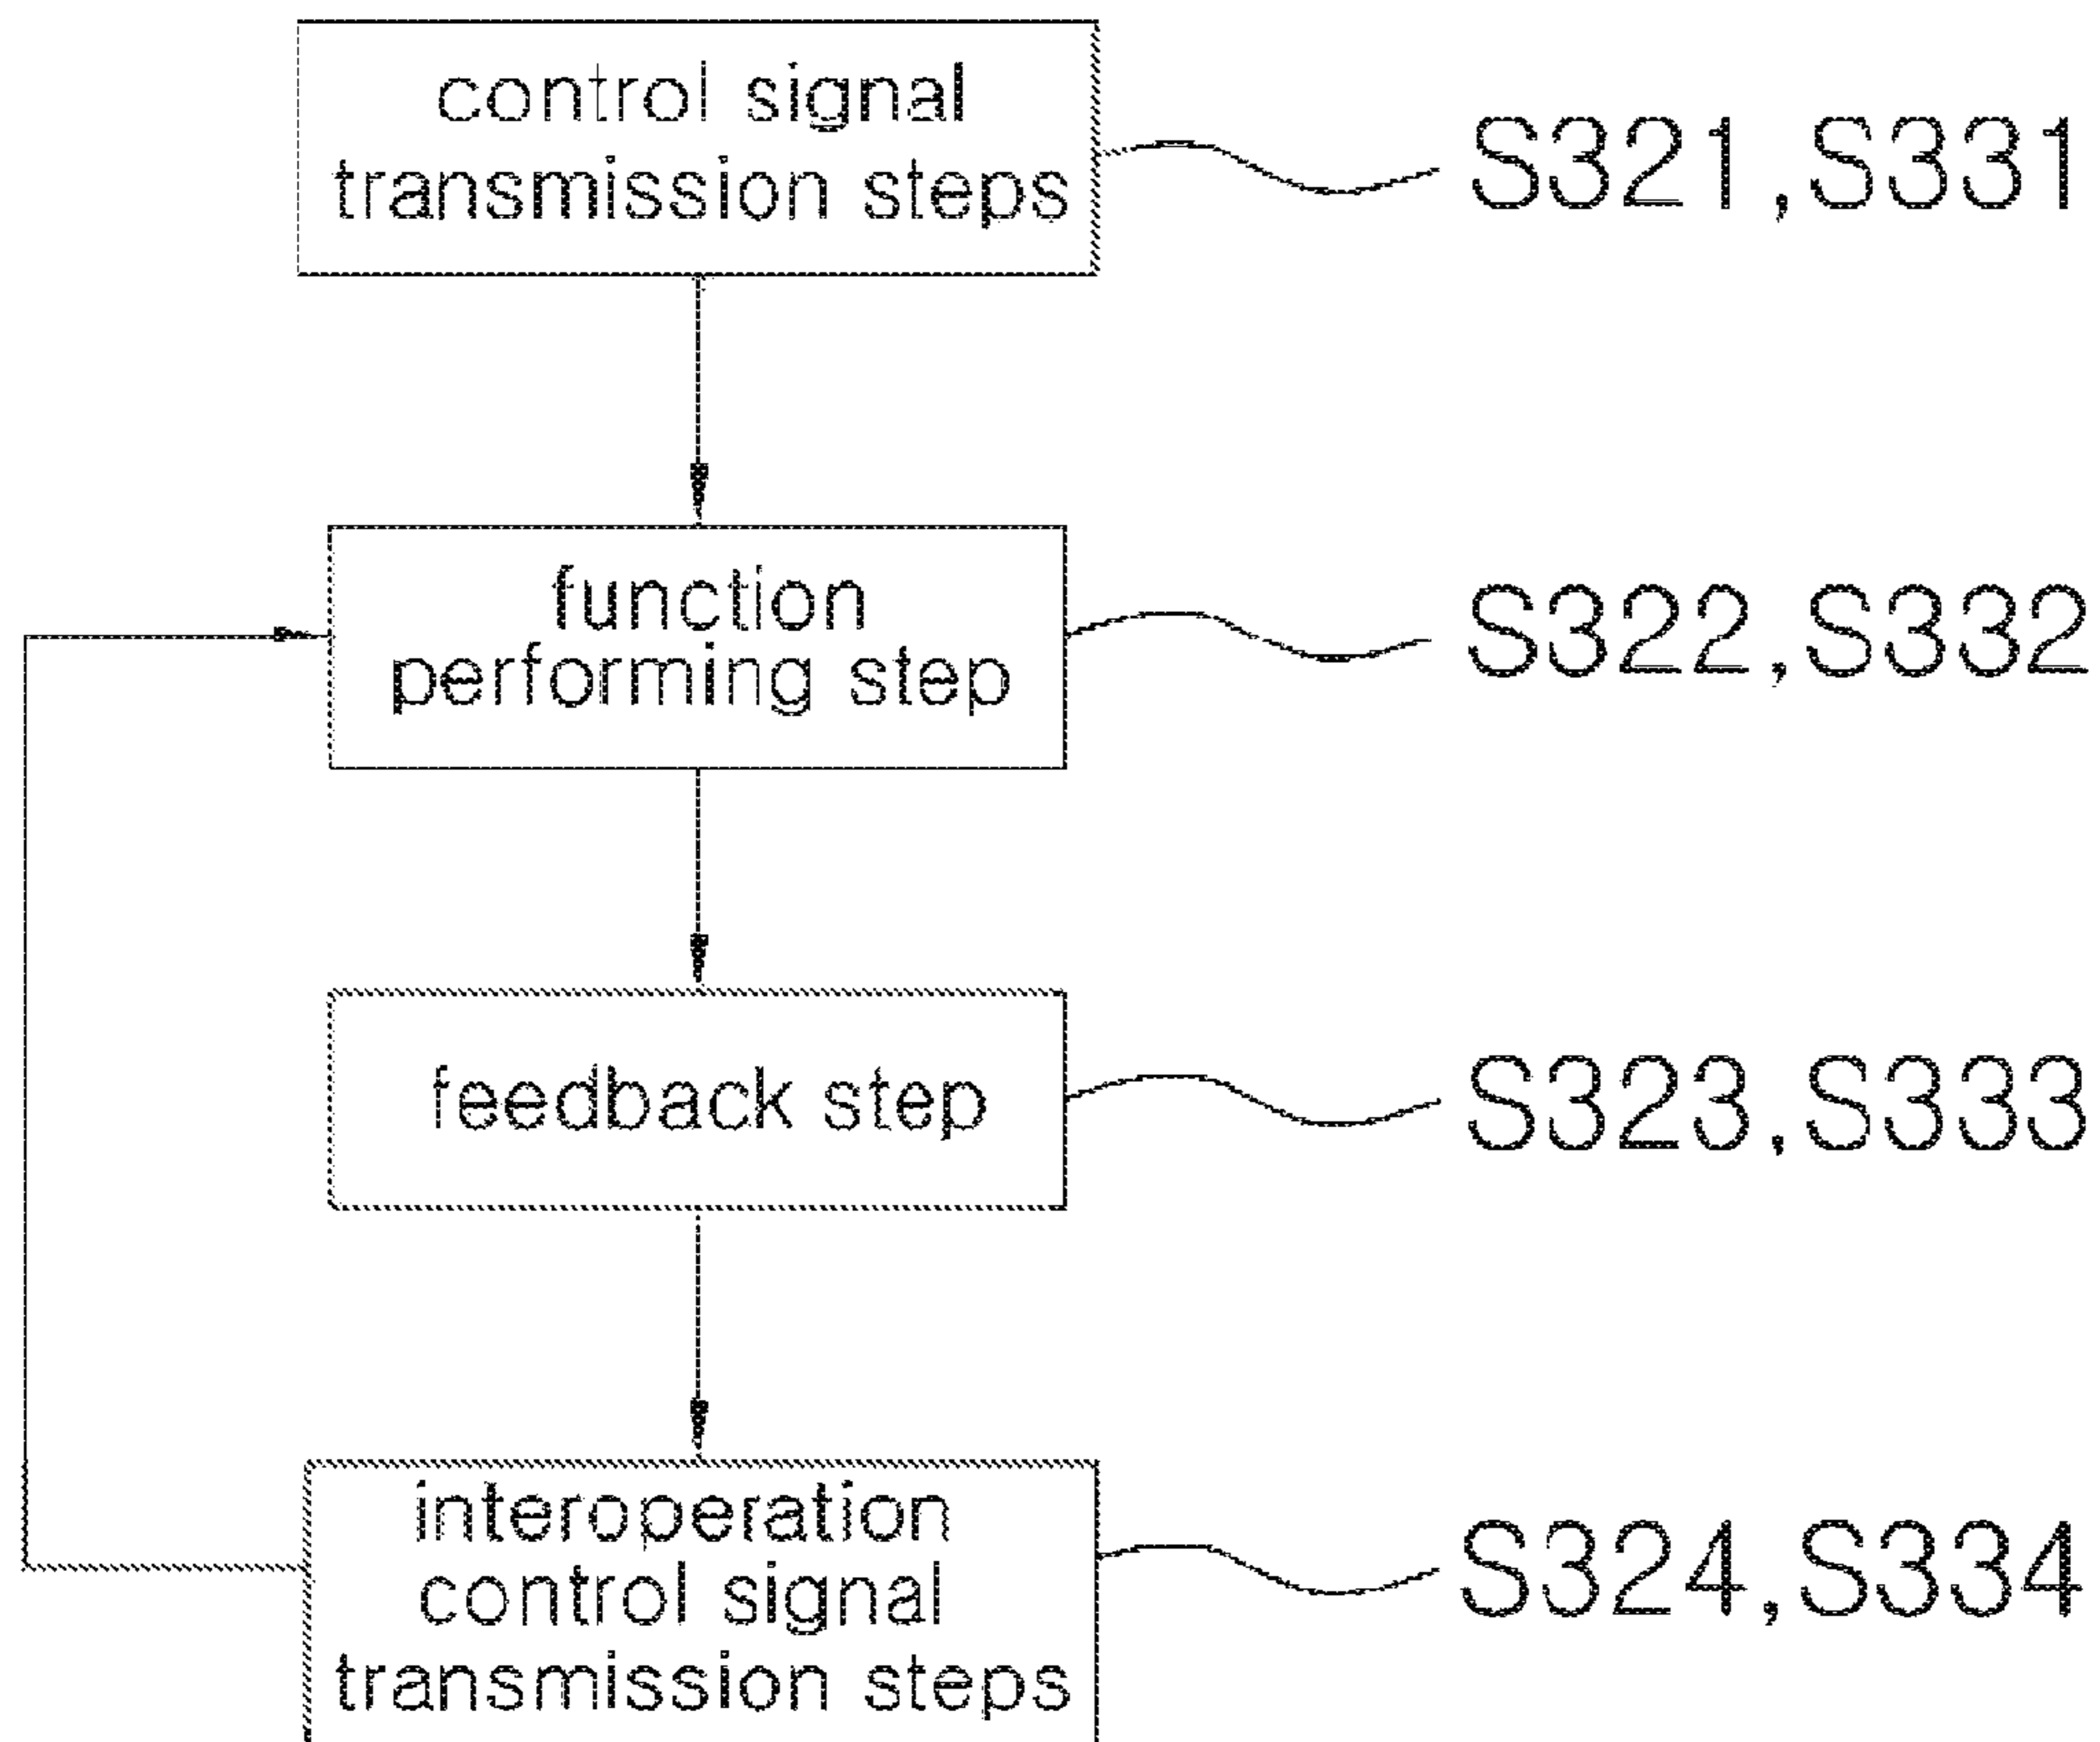 control signal
transmission steps
S321,S331
function
performing step
S322,S332
feedback step
S323,S333
interoperation
control signal
transmission steps
S324,S334